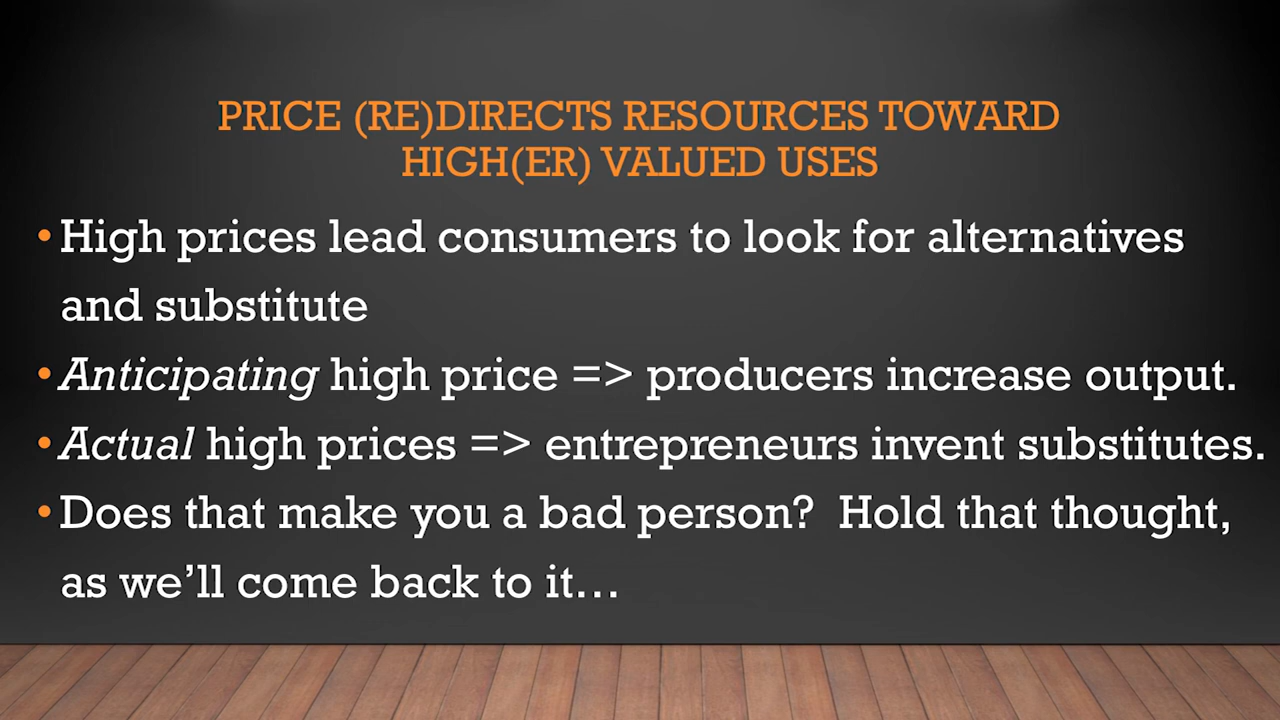 PRICE (RE)DIRECTS RESOURCES TOWARD
HIGH(ER) VALUED USES
• High prices lead consumers to look for alternatives
and substitute
• Anticipating high price => producers increase output.
• Actual high prices => entrepreneurs invent substitutes.
• Does that make you a bad person?  Hold that thought,
as we’ll come back to it…